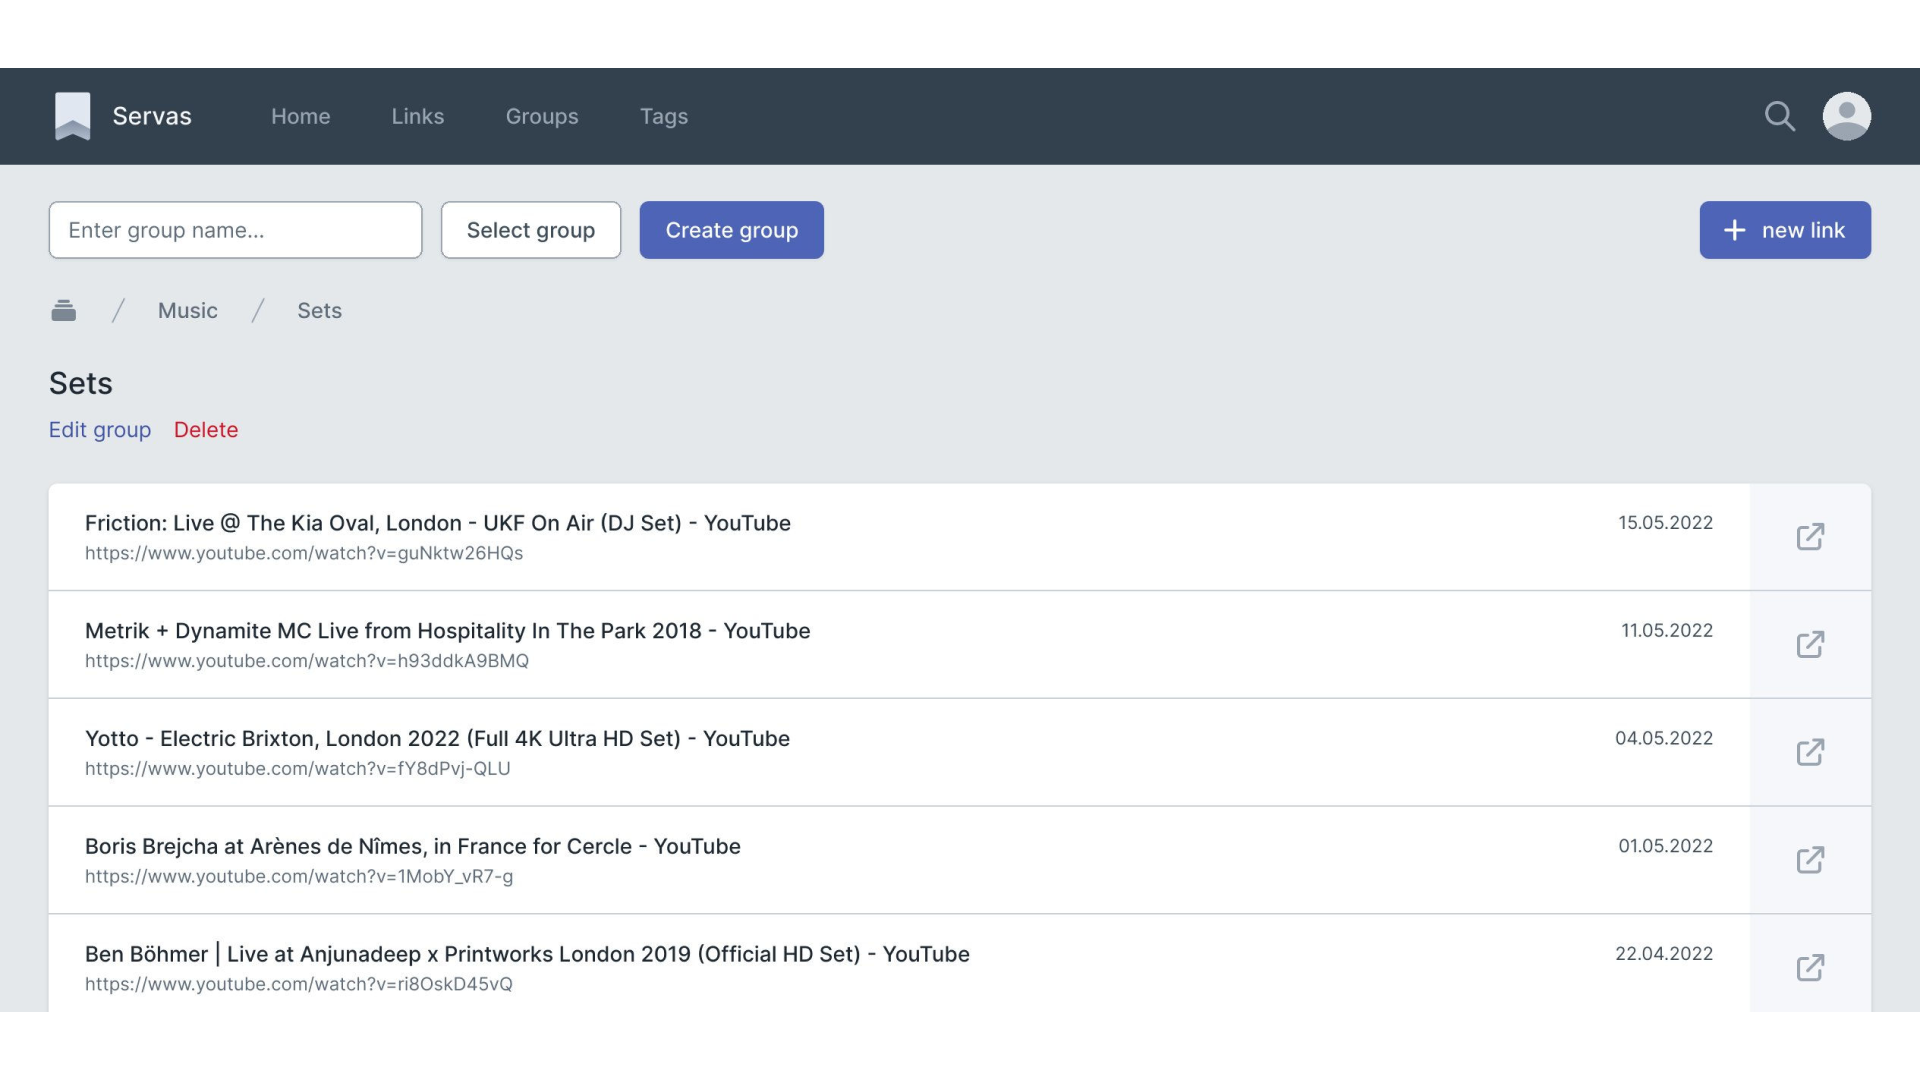 Servas Home Links Groups Tags
Enter group name... Select group Create group + new link
/ Music / Sets
Sets
Edit group Delete
Friction: Live @ The Kia Oval, London - UKF On Air (DJ Set) - YouTube 15.05.2022
https://www.youtube.com/watch?v=guNktw26HQs
Metrik + Dynamite MC Live from Hospitality In The Park 2018 - YouTube 11.05.2022
https://www.youtube.com/watch?v=h93ddkA9BMQ
Yotto - Electric Brixton, London 2022 (Full 4K Ultra HD Set) - YouTube 04.05.2022
https://www.youtube.com/watch?v=fY8dPvj-QLU
Boris Brejcha at Arènes de Nîmes, in France for Cercle - YouTube 01.05.2022
https://www.youtube.com/watch?v=1MobY_vR7-g
Ben Böhmer | Live at Anjunadeep x Printworks London 2019 (Official HD Set) - YouTube 22.04.2022
https://www.youtube.com/watch?v=ri8OskD45vQ